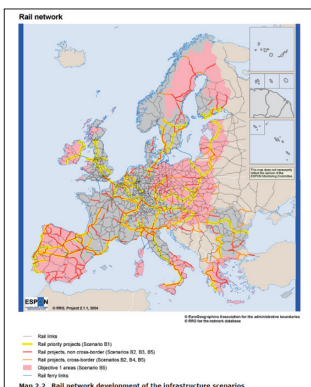 Rail network
This map does not necessarily
reflect the opinion of the
ESPON Monitoring Committee
ESPON
© RRG, Project 2.1.1, 2004
© EuroGeographics Association for the administrative boundaries
© RRG for the network database
Rail links
Rail priority projects (Scenario B1)
Rail projects, non cross-border (Scenarios B2, B3, B5)
Rail projects, cross-border (Scenarios B2, B4, B5)
Objective 1 areas (Scenario B5)
Rail ferry links
Map 2.2 Rail network development of the infrastructure scenarios